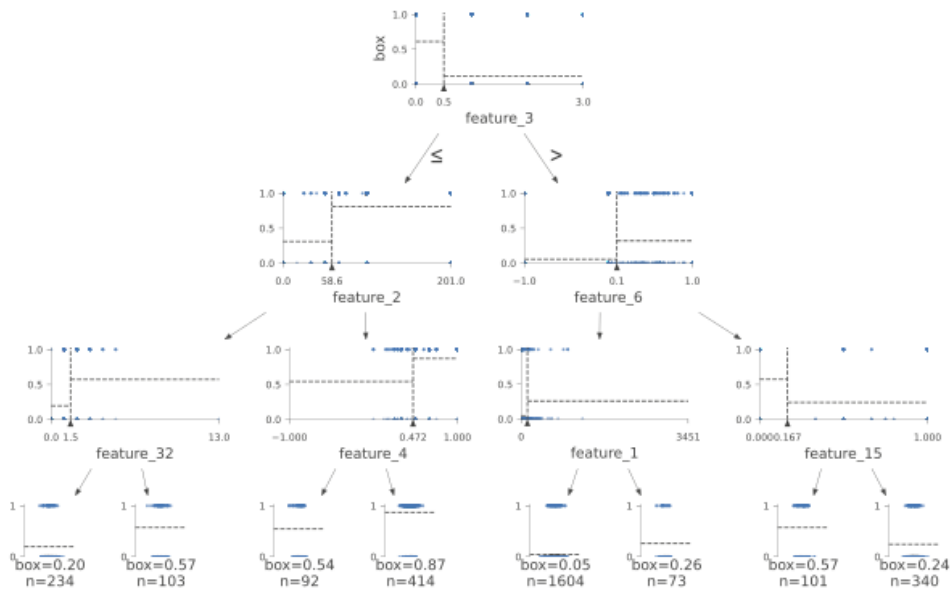 1.0
box
0.5
0.0
0.0 0.5 3.0
feature_3
≤ >
1.0 1.0
0.5 0.5
0.0 0.0
0.0 58.6 201.0 −1.0 0.1 1.0
feature_2 feature_6
1.0 1.0 1.0 1.0
0.5 0.5 0.5 0.5
0.0 0.0 0.0 0.0
0.0 1.5 13.0 −1.000 0.472 1.000 0 3451 0.0000.167 1.000
feature_32 feature_4 feature_1 feature_15
1 1 1 1 1 1 1 1
0 0 0 0 0 0 0 0
box=0.20 box=0.57 box=0.54 box=0.87 box=0.05 box=0.26 box=0.57 box=0.24
n=234 n=103 n=92 n=414 n=1604 n=73 n=101 n=340